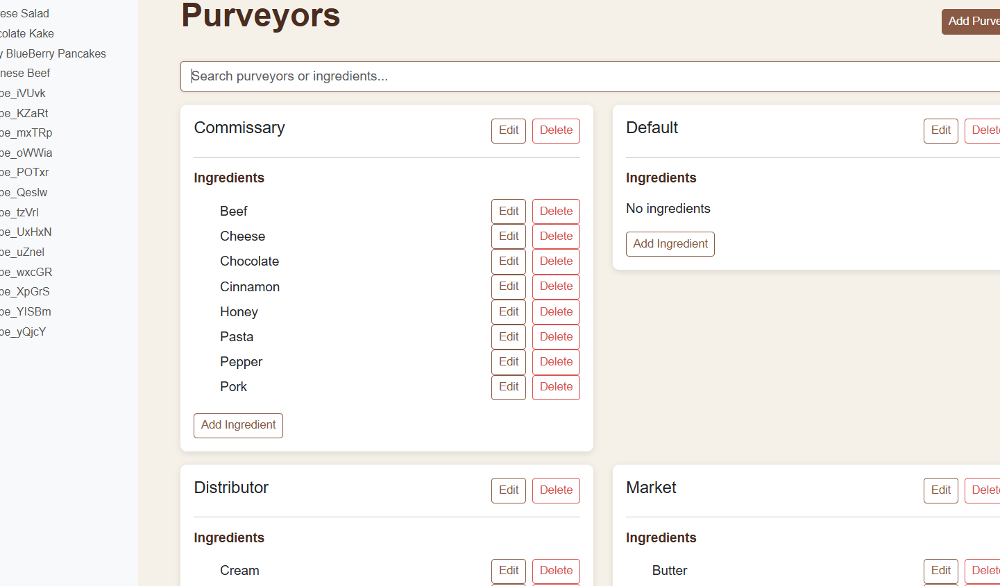 ese Salad
colate Kake
y BlueBerry Pancakes
nese Beef
pe_iVUvk
pe_KZaRt
pe_mxTRp
pe_oWWia
pe_POTxr
pe_tzVrI
pe_UxHxN
pe_wxcGR
pe_XpGrS
pe_yQjcY
Purveyors
Add Purve
Search purveyors or ingredients...
Commissary Edit Delete
Ingredients
Beef Edit Delete
Cheese Edit Delete
Chocolate Edit Delete
Cinnamon Edit Delete
Honey Edit Delete
Pasta Edit Delete
Pepper Edit Delete
Pork Edit Delete
Add Ingredient
Default Edit Delet
Ingredients
No ingredients
Add Ingredient
Distributor Edit Delete
Ingredients
Cream Edit Delete
Market Edit Delet
Ingredients
Butter Edit Delet